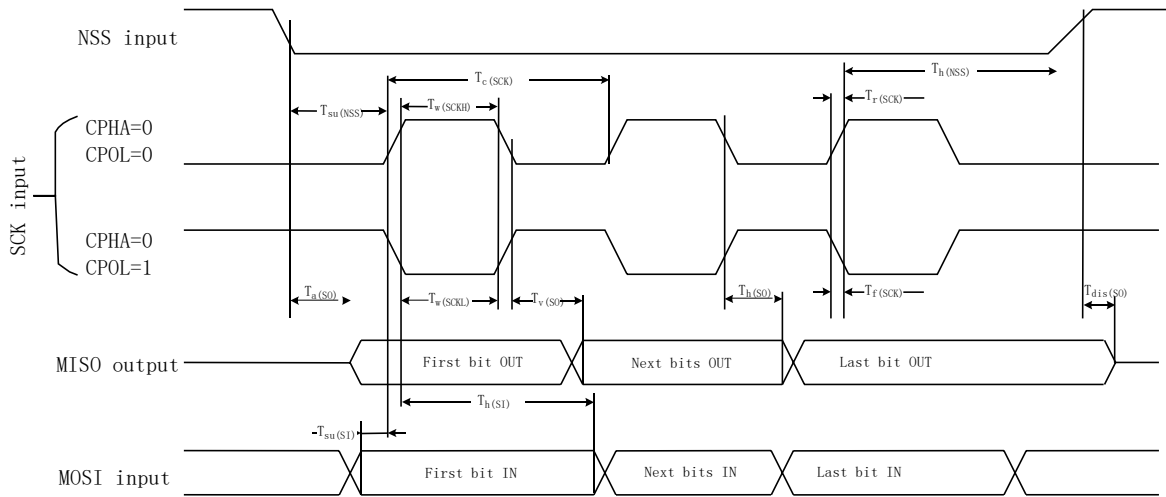 NSS input
Tc(SCK)
Th(NSS)
Tsu(NSS)
Tw(SCKH)
Tr(SCK)
SCK input
CPHA=0
CPOL=0
CPHA=0
CPOL=1
Ta(SO)
Tw(SCKL)
Tv(SO)
Th(SO)
Tf(SCK)
Tdis(SO)
MISO output
First bit OUT
Next bits OUT
Last bit OUT
Th(SI)
Tsu(SI)
MOSI input
First bit IN
Next bits IN
Last bit IN